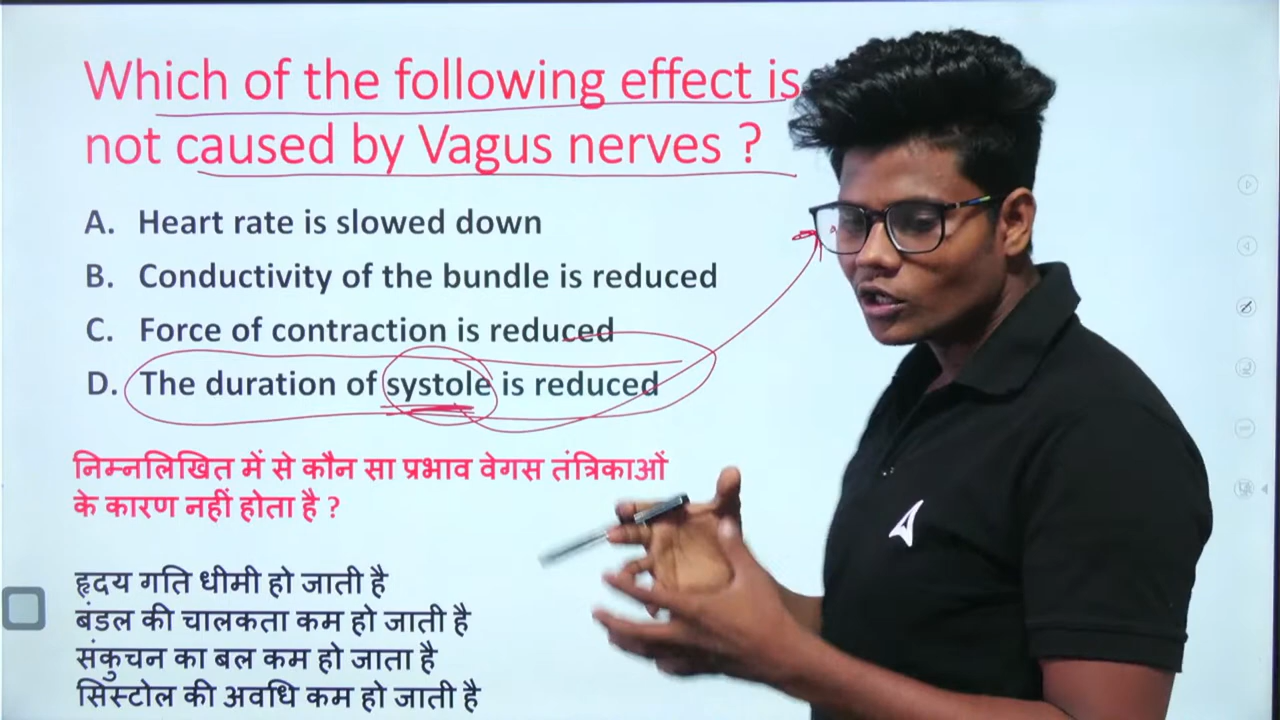 Which of the following effect is
not caused by Vagus nerves ?
A. Heart rate is slowed down
B. Conductivity of the bundle is reduced
C. Force of contraction is reduced
D. The duration of systole is reduced
निम्नलिखित में से कौन सा प्रभाव वेगस तंत्रिकाओं
के कारण नहीं होता है ?
हृदय गति धीमी हो जाती है
बंडल की चालकता कम हो जाती है
संकुचन का बल कम हो जाता है
सिस्टोल की अवधि कम हो जाती है